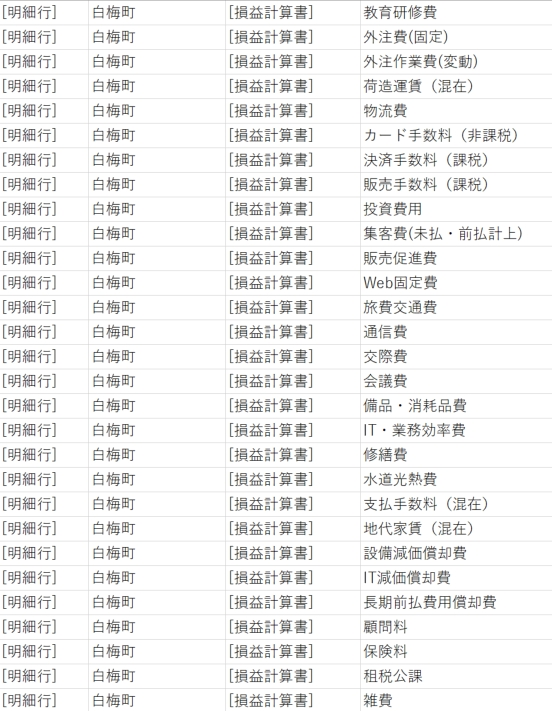 [明細行] 白梅町 [損益計算書] 教育研修費
[明細行] 白梅町 [損益計算書] 外注費(固定)
[明細行] 白梅町 [損益計算書] 外注作業費(変動)
[明細行] 白梅町 [損益計算書] 荷造運賃（混在）
[明細行] 白梅町 [損益計算書] 物流費
[明細行] 白梅町 [損益計算書] カード手数料（非課税）
[明細行] 白梅町 [損益計算書] 決済手数料（課税）
[明細行] 白梅町 [損益計算書] 販売手数料（課税）
[明細行] 白梅町 [損益計算書] 投資費用
[明細行] 白梅町 [損益計算書] 集客費(未払・前払計上)
[明細行] 白梅町 [損益計算書] 販売促進費
[明細行] 白梅町 [損益計算書] Web固定費
[明細行] 白梅町 [損益計算書] 旅費交通費
[明細行] 白梅町 [損益計算書] 通信費
[明細行] 白梅町 [損益計算書] 交際費
[明細行] 白梅町 [損益計算書] 会議費
[明細行] 白梅町 [損益計算書] 備品・消耗品費
[明細行] 白梅町 [損益計算書] IT・業務効率費
[明細行] 白梅町 [損益計算書] 修繕費
[明細行] 白梅町 [損益計算書] 水道光熱費
[明細行] 白梅町 [損益計算書] 支払手数料（混在）
[明細行] 白梅町 [損益計算書] 地代家賃（混在）
[明細行] 白梅町 [損益計算書] 設備減価償却費
[明細行] 白梅町 [損益計算書] IT減価償却費
[明細行] 白梅町 [損益計算書] 長期前払費用償却費
[明細行] 白梅町 [損益計算書] 顧問料
[明細行] 白梅町 [損益計算書] 保険料
[明細行] 白梅町 [損益計算書] 租税公課
[明細行] 白梅町 [損益計算書] 雑費